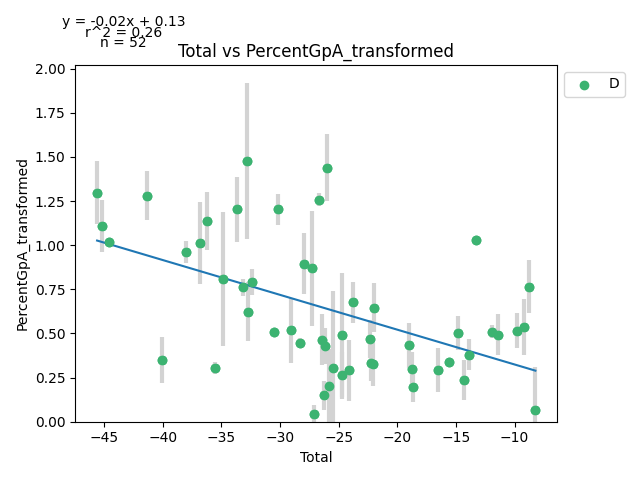 y = -0.02x + 0.13
r^2 = 0.26
n = 52
Total vs PercentGpA_transformed
D
2.00
1.75
1.50
1.25
1.00
0.75
0.50
0.25
0.00
PercentGpA_transformed
−45
−40
−35
−30
−25
−20
−15
−10
Total